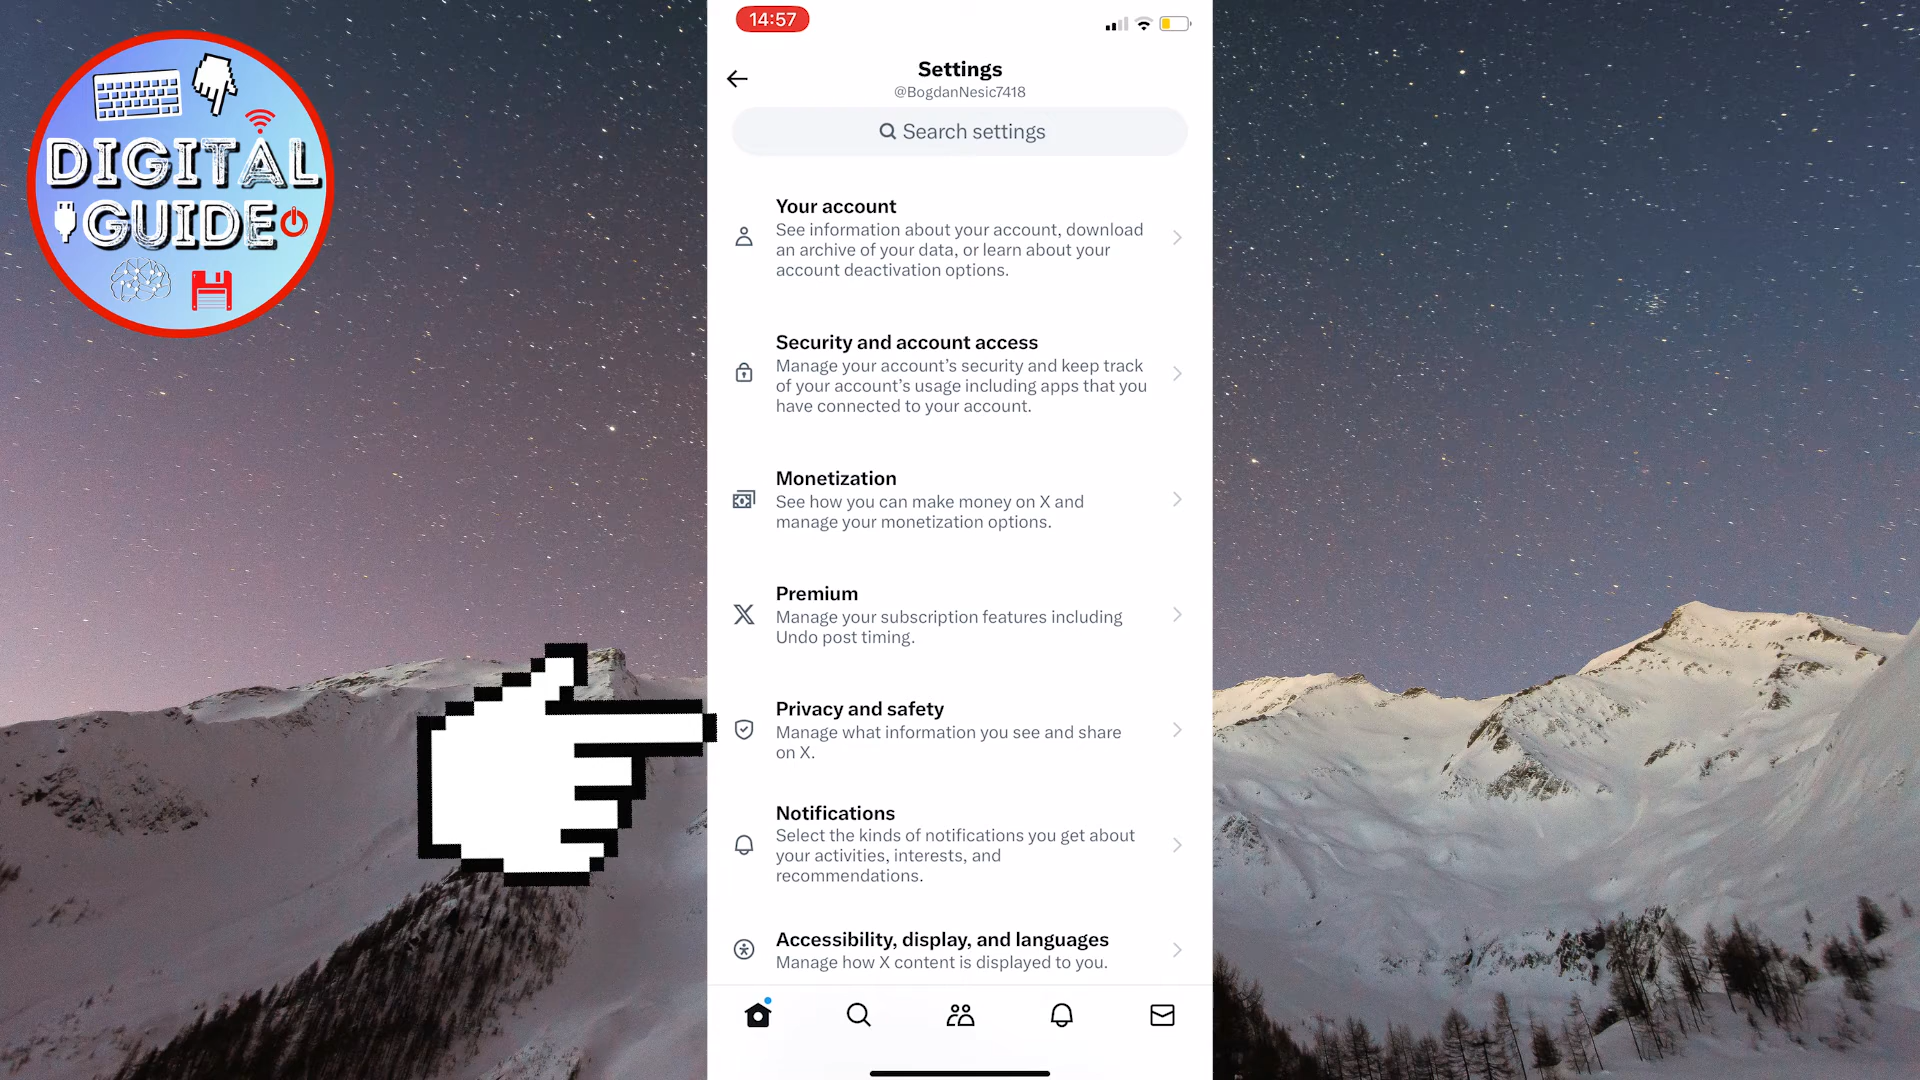 DIGITAL
GUIDE
14:57
Settings
@BogdanNesic7418
Search settings
Your account
See information about your account, download
an archive of your data, or learn about your
account deactivation options.
Security and account access
Manage your account’s security and keep track
of your account’s usage including apps that you
have connected to your account.
Monetization
See how you can make money on X and
manage your monetization options.
Premium
Manage your subscription features including
Undo post timing.
Privacy and safety
Manage what information you see and share
on X.
Notifications
Select the kinds of notifications you get about
your activities, interests, and
recommendations.
Accessibility, display, and languages
Manage how X content is displayed to you.